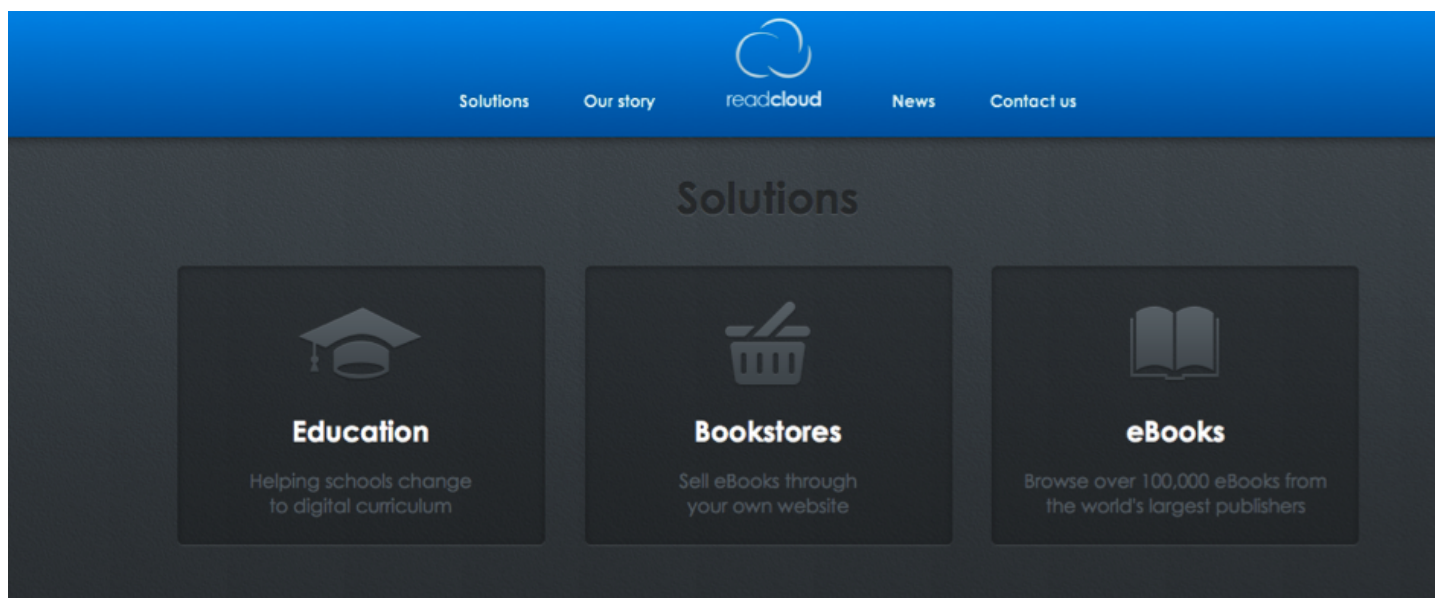 Solutions Our story readcloud News Contact us
Solutions
Education
Helping schools change
to digital curriculum
Bookstores
Sell eBooks through
your own website
eBooks
Browse over 100,000 eBooks from
the world's largest publishers